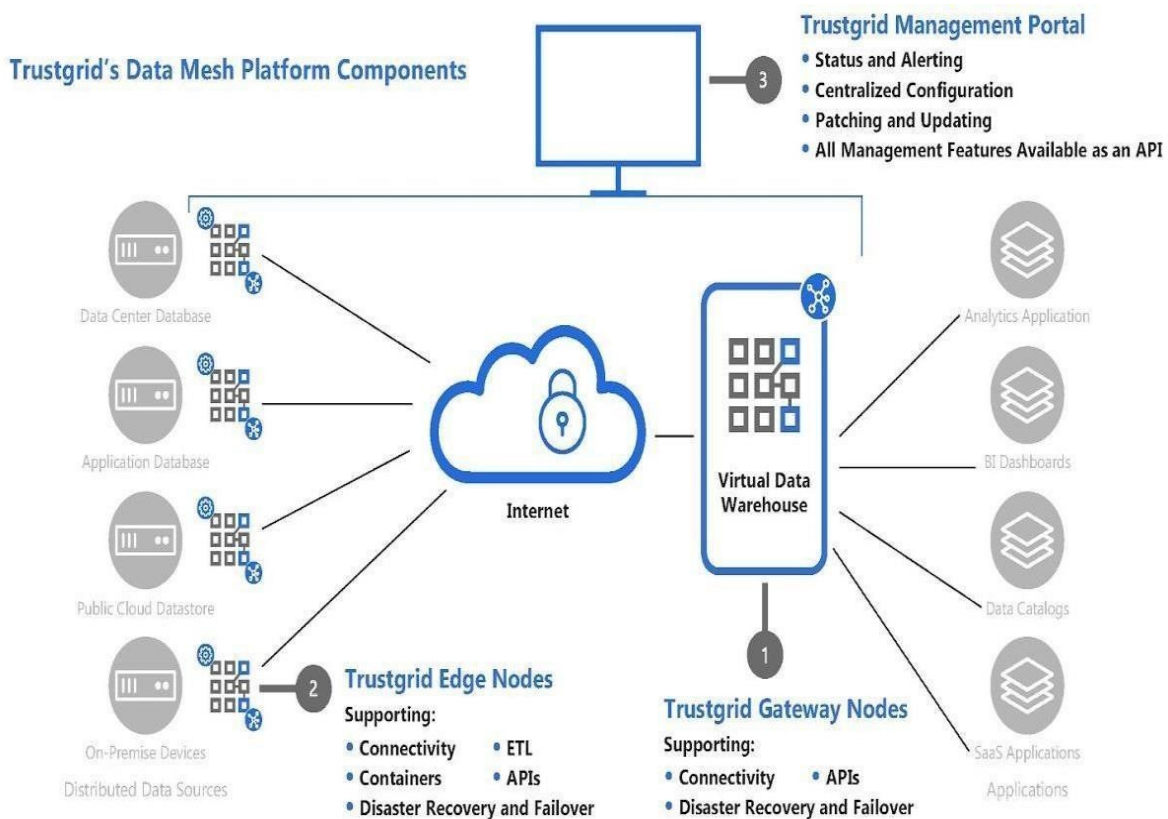 Trustgrid's Data Mesh Platform Components
3
Trustgrid Management Portal
• Status and Alerting
• Centralized Configuration
• Patching and Updating
• All Management Features Available as an API
Data Center Database
Application Database
Public Cloud Datastore
On-Premise Devices
Distributed Data Sources
Internet
Virtual Data
Warehouse
Analytics Application
BI Dashboards
Data Catalogs
SaaS Applications
Applications
2
Trustgrid Edge Nodes
Supporting:
• Connectivity • ETL
• Containers • APIs
• Disaster Recovery and Failover
1
Trustgrid Gateway Nodes
Supporting:
• Connectivity • APIs
• Disaster Recovery and Failover